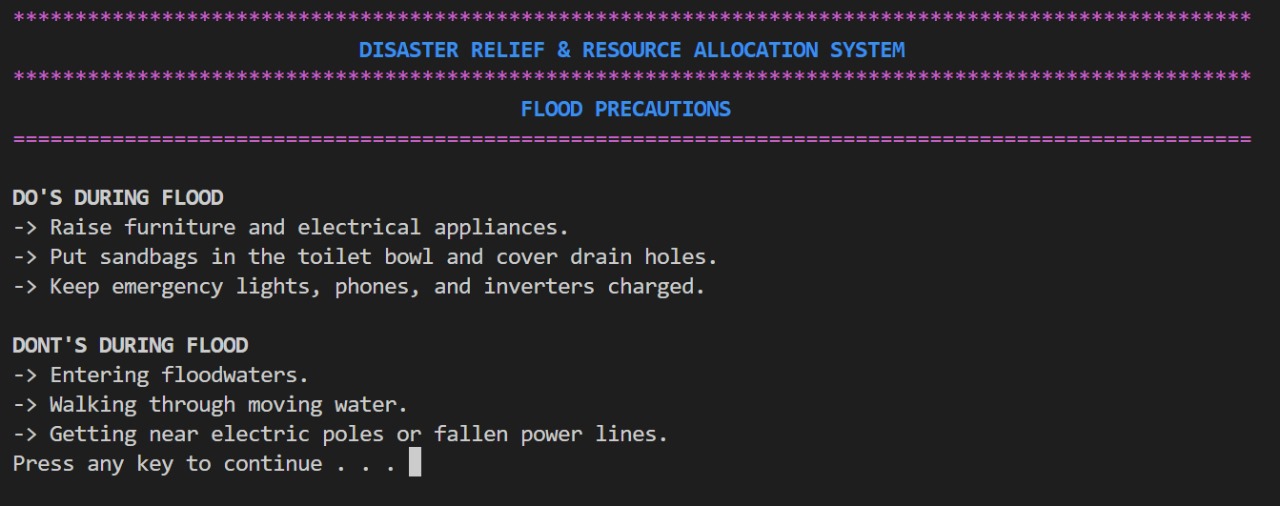 ****************************************************************************************************
DISASTER RELIEF & RESOURCE ALLOCATION SYSTEM
****************************************************************************************************
FLOOD PRECAUTIONS
====================================================================================================
DO'S DURING FLOOD
-> Raise furniture and electrical appliances.
-> Put sandbags in the toilet bowl and cover drain holes.
-> Keep emergency lights, phones, and inverters charged.
DONT'S DURING FLOOD
-> Entering floodwaters.
-> Walking through moving water.
-> Getting near electric poles or fallen power lines.
Press any key to continue . . .